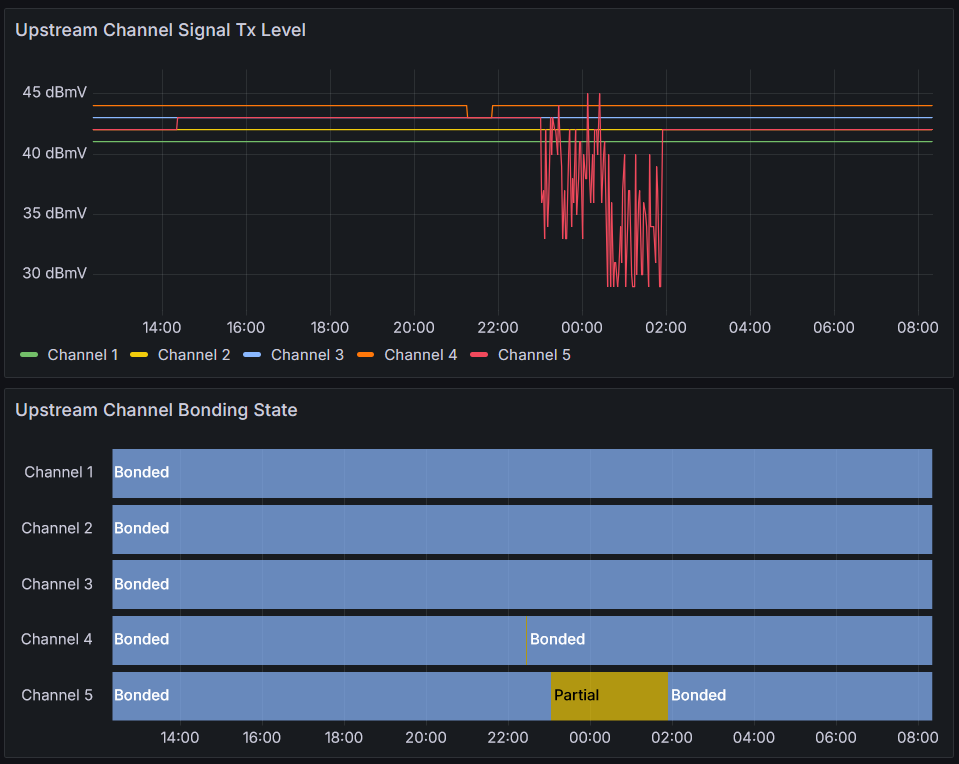 Upstream Channel Signal Tx Level
45 dBmV
40 dBmV
35 dBmV
30 dBmV
14:00 16:00 18:00 20:00 22:00 00:00 02:00 04:00 06:00 08:00
Channel 1 Channel 2 Channel 3 Channel 4 Channel 5
Upstream Channel Bonding State
Channel 1 Bonded
Channel 2 Bonded
Channel 3 Bonded
Channel 4 Bonded Bonded
Channel 5 Bonded Partial Bonded
14:00 16:00 18:00 20:00 22:00 00:00 02:00 04:00 06:00 08:00